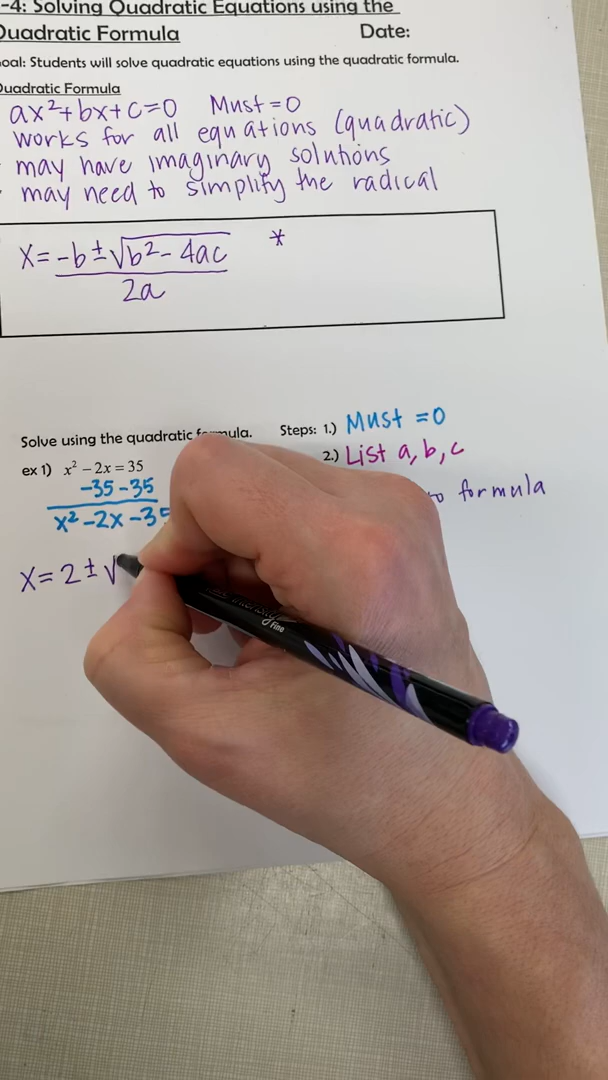 -4: Solving Quadratic Equations using the
Quadratic Formula Date:
oal: Students will solve quadratic equations using the quadratic formula.
Quadratic Formula
ax²+bx+c=0 Must=0
works for all equations (quadratic)
- may have imaginary solutions
- may need to simplify the radical
x=-b±√b²-4ac *
2a
Solve using the quadratic formula. Steps: 1.) Must =0
ex 1) x² – 2x = 35 2.) List a,b,c
-35 -35 formula
x²-2x-35
x=2±√
Fine